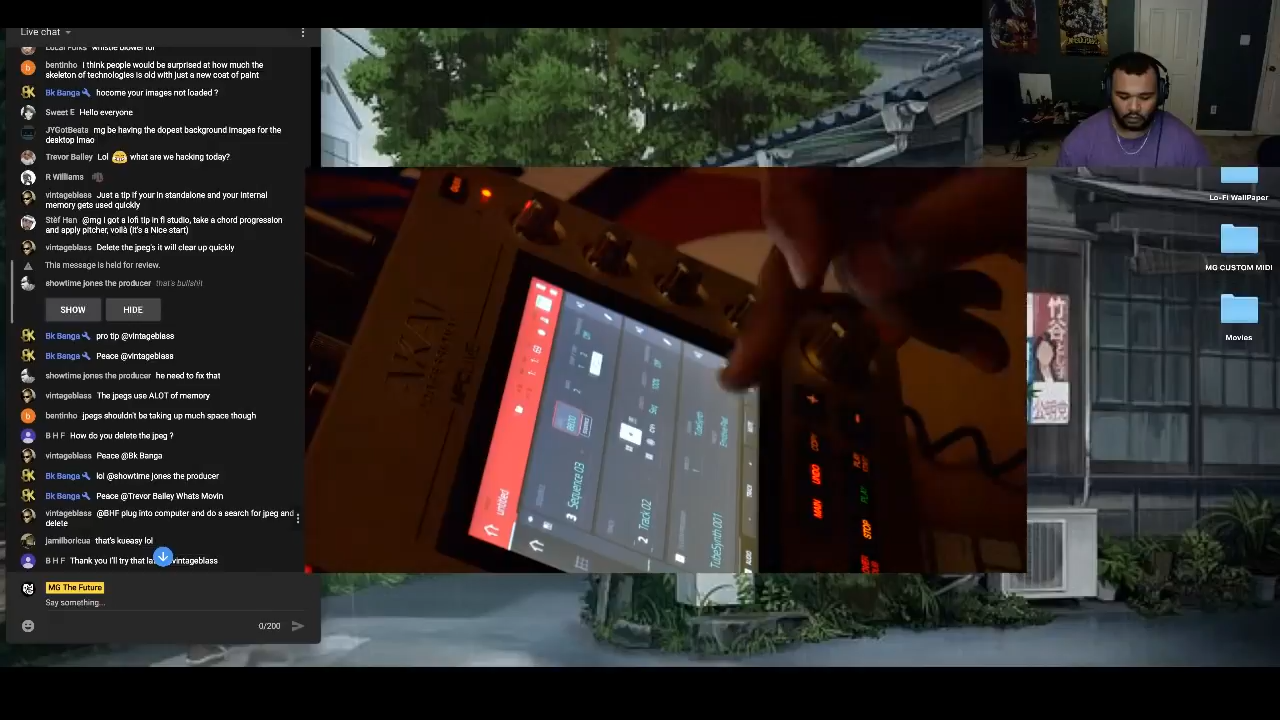 Live chat
bentinho I think people would be surprised at how much the
skeleton of technologies is old with just a new coat of paint
Bk Banga hocome your images not loaded ?
Sweet E Hello everyone
JYGotBeats mg be having the dopest background images for the
desktop lmao
Trevor Bailey Lol what are we hacking today?
R Williams
vintageblass Just a tip if your in standalone and your internal
memory gets used quickly
Stëf Han @mg I got a lofi tip in fl studio, take a chord progression
and apply pitcher, voilà (it's a Nice start)
vintageblass Delete the jpeg's it will clear up quickly
This message is held for review.
showtime jones the producer that's bullshit
SHOW HIDE
Bk Banga pro tip @vintageblass
Bk Banga Peace @vintageblass
showtime jones the producer he need to fix that
vintageblass The jpegs use ALOT of memory
bentinho jpegs shouldn't be taking up much space though
B H F How do you delete the jpeg ?
vintageblass Peace @Bk Banga
Bk Banga lol @showtime jones the producer
Bk Banga Peace @Trevor Bailey Whats Movin
vintageblass @BHF plug into computer and do a search for jpeg and
delete
jamilboricua that's kueasy lol
B H F Thank you I'll try that vintageblass
MG The Future
Say something...
0/200
AKAI
untitled
3 Sequence 03
2 Track 02
TubeSynth 001
TubeSynth
MAIN UNDO COPY
STOP
PLAY
+
-
Lo-Fi WallPaper
MG CUSTOM MIDI
Movies